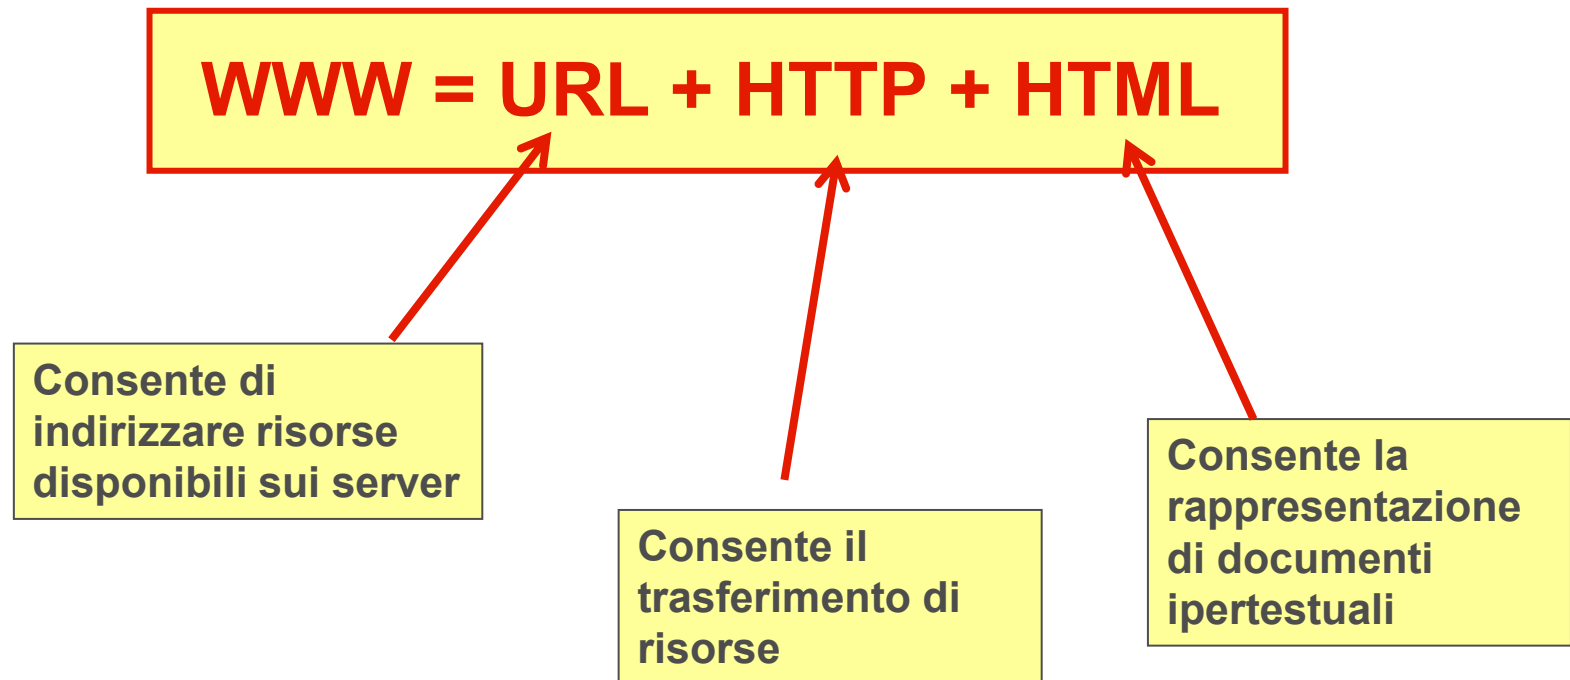 WWW = URL + HTTP + HTML
Consente di
indirizzare risorse
disponibili sui server
Consente il
trasferimento di
risorse
Consente la
rappresentazione
di documenti
ipertestuali